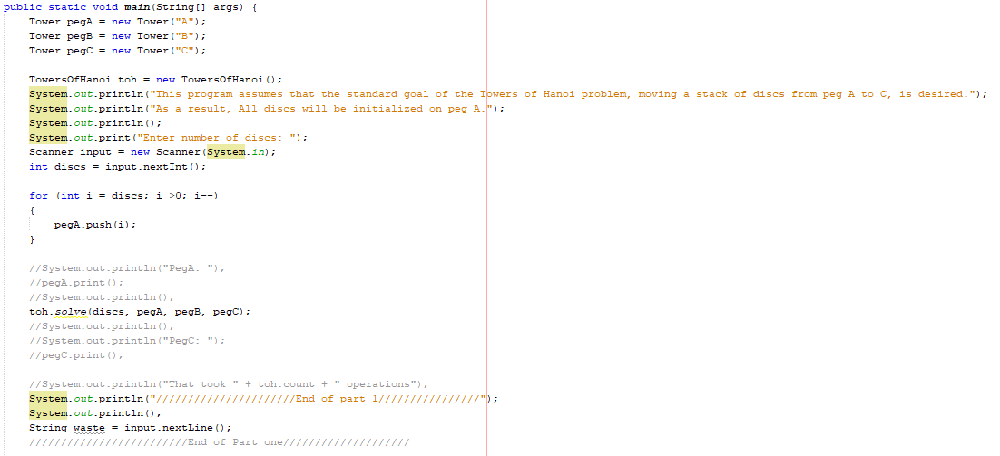 public static void main(String[] args) {
Tower pegA = new Tower("A");
Tower pegB = new Tower("B");
Tower pegC = new Tower("C");
TowersOfHanoi toh = new TowersOfHanoi();
System.out.println("This program assumes that the standard goal of the Towers of Hanoi problem, moving a stack of discs from peg A to C, is desired.");
System.out.println("As a result, All discs will be initialized on peg A.");
System.out.println();
System.out.print("Enter number of discs: ");
Scanner input = new Scanner(System.in);
int discs = input.nextInt();
for (int i = discs; i >0; i--)
{
pegA.push(i);
}
//System.out.println("PegA: ");
//pegA.print();
//System.out.println();
toh.solve(discs, pegA, pegB, pegC);
//System.out.println();
//System.out.println("PegC: ");
//pegC.print();
//System.out.println("That took " + toh.count + " operations");
System.out.println("//////////////////////End of part 1////////////////");
System.out.println();
String waste = input.nextLine();
/////////////////////////End of Part one////////////////////